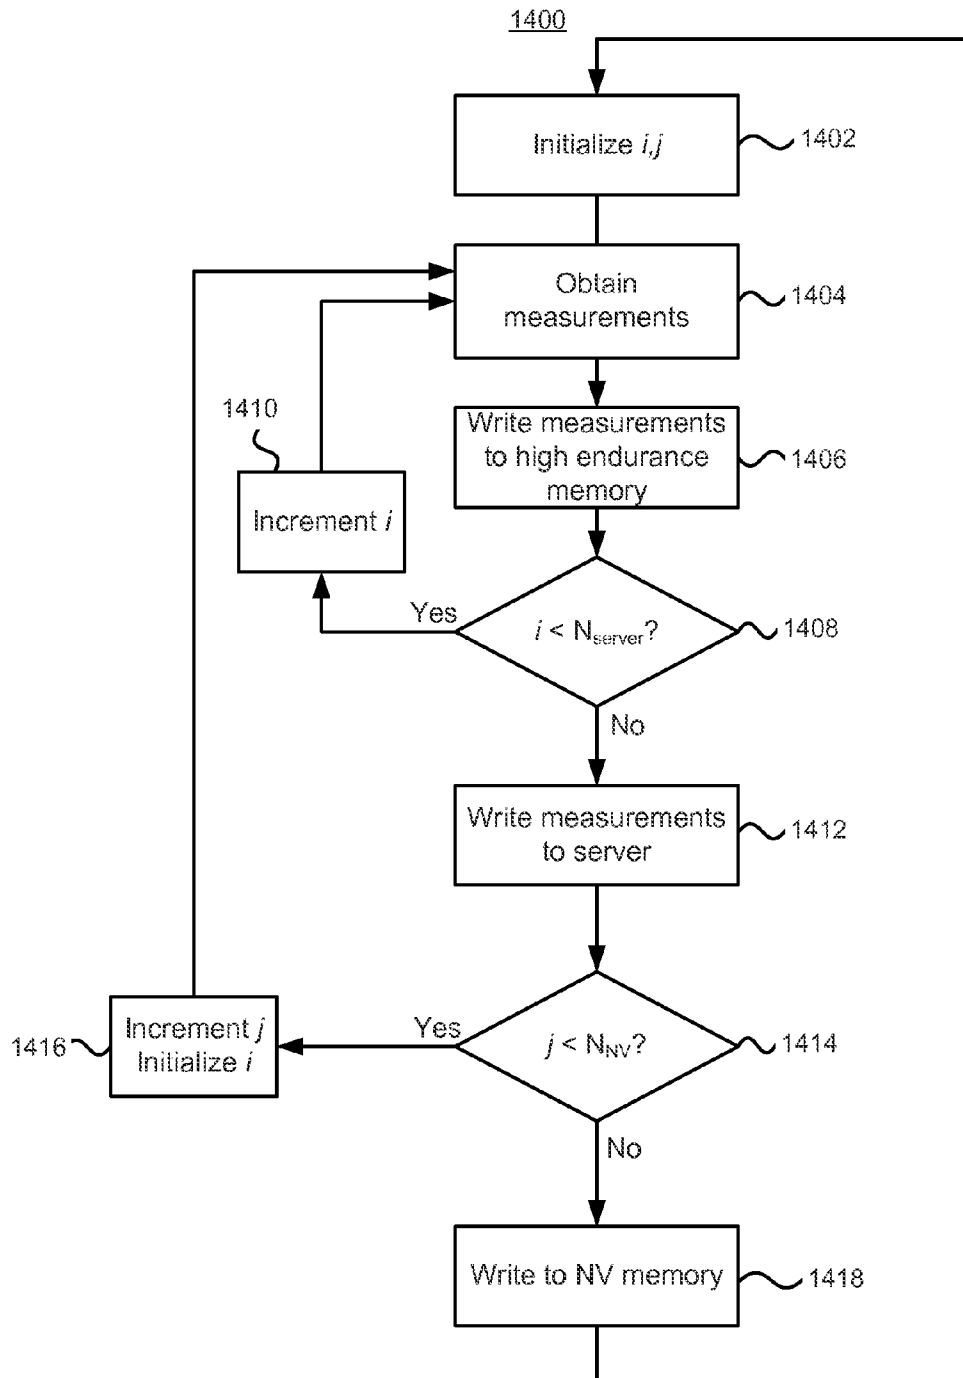 1400
Initialize i,j
1402
Obtain
measurements
1404
1410
Write measurements
to high endurance
memory
1406
Increment i
Yes
i < Nserver?
1408
No
Write measurements
to server
1412
Increment j
Initialize i
1416
Yes
j < NNV?
1414
No
Write to NV memory
1418